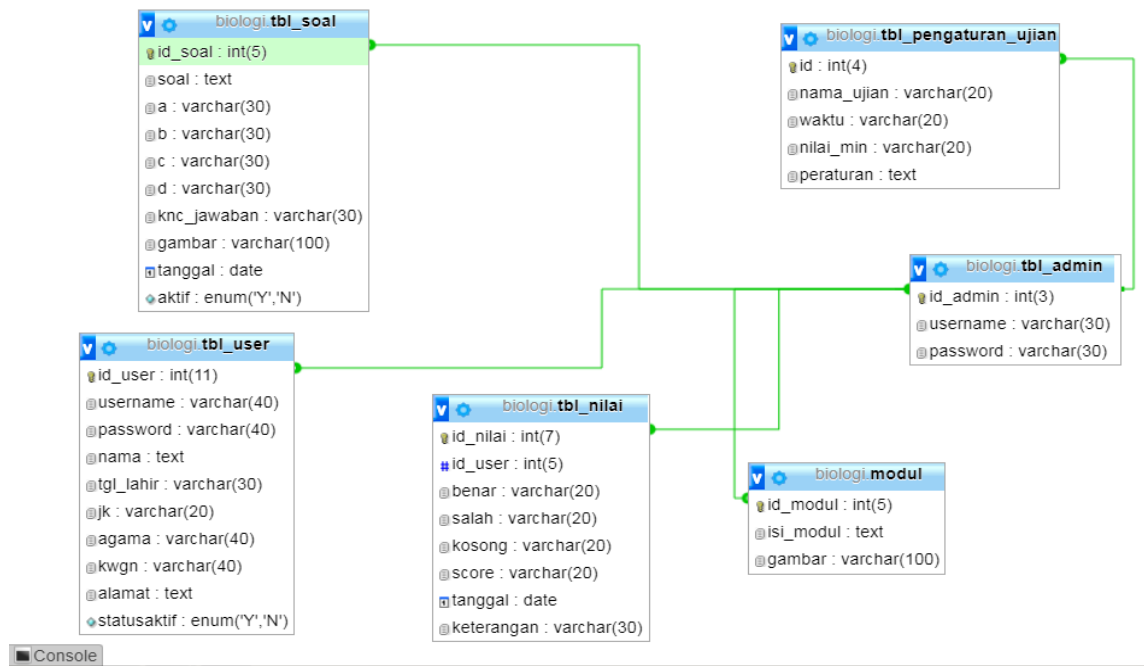 biologi.tbl_soal
id_soal : int(5)
soal : text
a : varchar(30)
b : varchar(30)
c : varchar(30)
d : varchar(30)
knc_jawaban : varchar(30)
gambar : varchar(100)
tanggal : date
aktif : enum('Y','N')
biologi.tbl_pengaturan_ujian
id : int(4)
nama_ujian : varchar(20)
waktu : varchar(20)
nilai_min : varchar(20)
peraturan : text
biologi.tbl_admin
id_admin : int(3)
username : varchar(30)
password : varchar(30)
biologi.tbl_user
id_user : int(11)
username : varchar(40)
password : varchar(40)
nama : text
tgl_lahir : varchar(30)
jk : varchar(20)
agama : varchar(40)
kwgn : varchar(40)
alamat : text
statusaktif : enum('Y','N')
biologi.tbl_nilai
id_nilai : int(7)
#id_user : int(5)
benar : varchar(20)
salah : varchar(20)
kosong : varchar(20)
score : varchar(20)
tanggal : date
keterangan : varchar(30)
biologi.modul
id_modul : int(5)
isi_modul : text
gambar : varchar(100)
Console